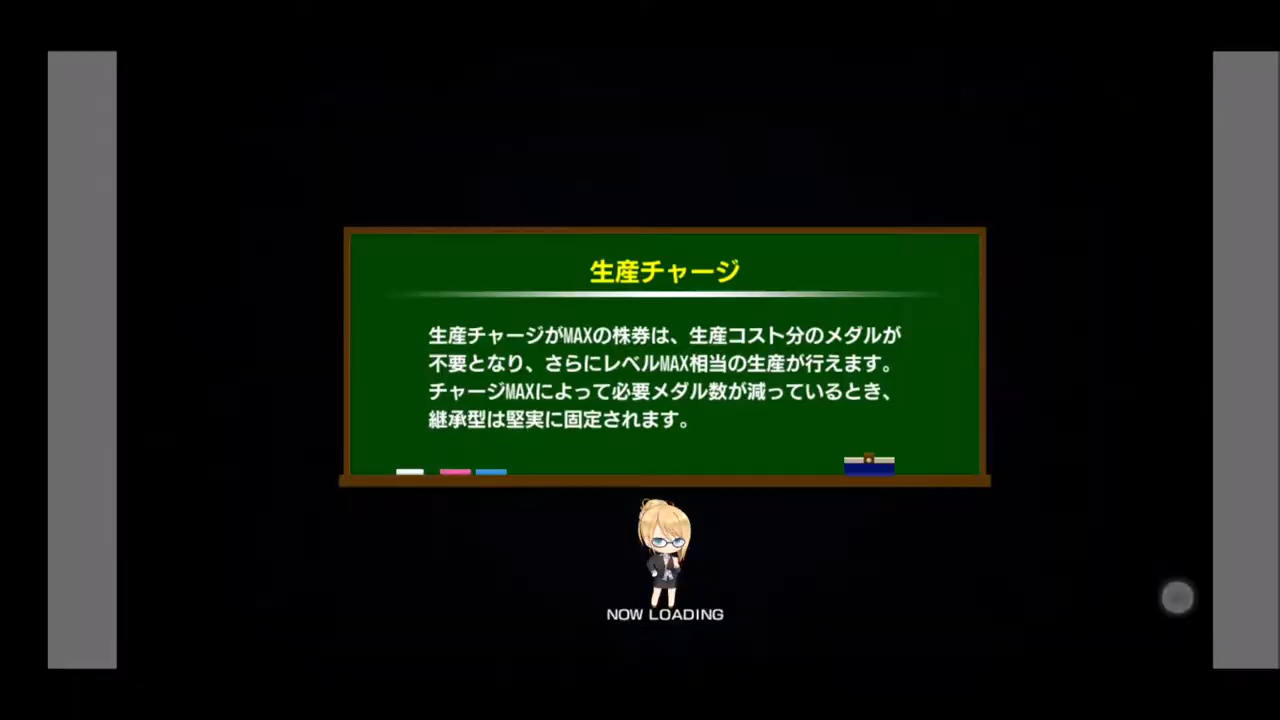 生産チャージ
生産チャージがMAXの株券は、生産コスト分のメダルが
不要となり、さらにレベルMAX相当の生産が行えます。
チャージMAXによって必要メダル数が減っているとき、
継承型は堅実に固定されます。
NOW LOADING